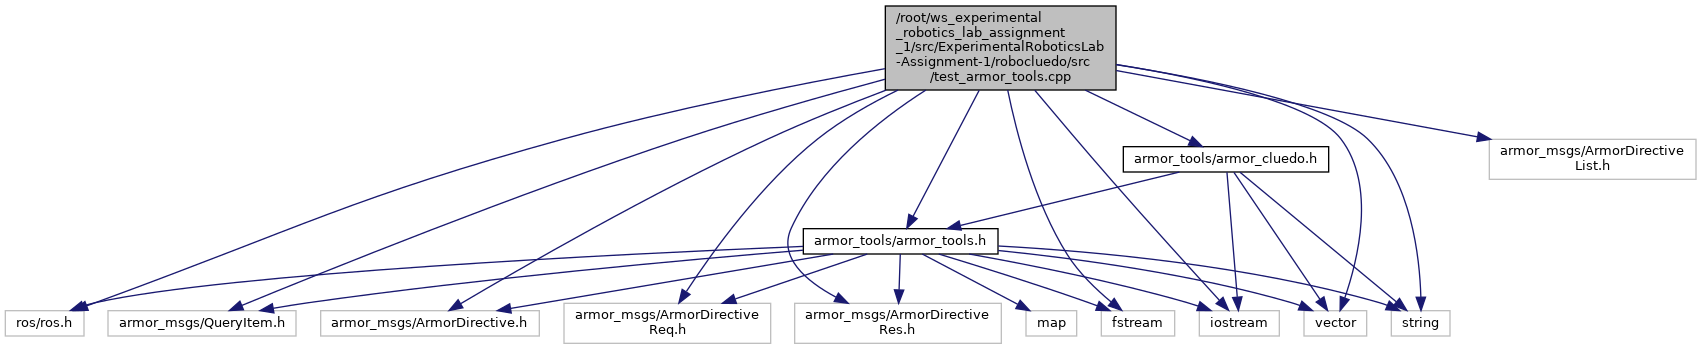 /root/ws_experimental
_robotics_lab_assignment
_1/src/ExperimentalRoboticsLab
-Assignment-1/robocluedo/src
/test_armor_tools.cpp
armor_tools/armor_cluedo.h
armor_msgs/ArmorDirective
List.h
armor_tools/armor_tools.h
ros/ros.h
armor_msgs/QueryItem.h
armor_msgs/ArmorDirective.h
armor_msgs/ArmorDirective
Req.h
armor_msgs/ArmorDirective
Res.h
map
fstream
iostream
vector
string